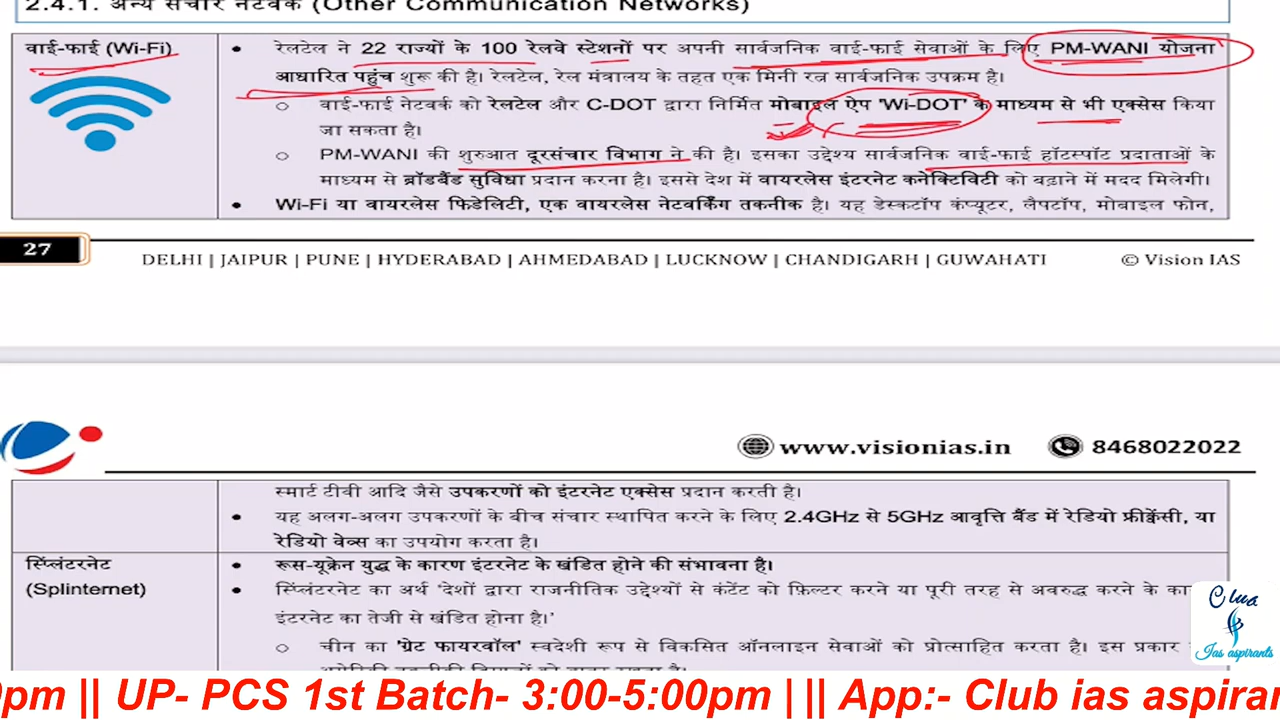 2.4.1. अन्य संचार नेटवर्क (Other Communication Networks)
वाई-फाई (Wi-Fi)
• रेलटेल ने 22 राज्यों के 100 रेलवे स्टेशनों पर अपनी सार्वजनिक वाई-फाई सेवाओं के लिए PM-WANI योजना
आधारित पहुंच शुरू की है। रेलटेल, रेल मंत्रालय के तहत एक मिनी रत्न सार्वजनिक उपक्रम है।
○ वाई-फाई नेटवर्क को रेलटेल और C-DOT द्वारा निर्मित मोबाइल ऐप 'Wi-DOT' के माध्यम से भी एक्सेस किया
जा सकता है।
○ PM-WANI की शुरुआत दूरसंचार विभाग ने की है। इसका उद्देश्य सार्वजनिक वाई-फाई हॉटस्पॉट प्रदाताओं के
माध्यम से ब्रॉडबैंड सुविधा प्रदान करना है। इससे देश में वायरलेस इंटरनेट कनेक्टिविटी को बढ़ाने में मदद मिलेगी।
• Wi-Fi या वायरलेस फिडेलिटी, एक वायरलेस नेटवर्किंग तकनीक है। यह डेस्कटॉप कंप्यूटर, लैपटॉप, मोबाइल फोन,
27
DELHI | JAIPUR | PUNE | HYDERABAD | AHMEDABAD | LUCKNOW | CHANDIGARH | GUWAHATI
© Vision IAS
www.visionias.in
8468022022
स्मार्ट टीवी आदि जैसे उपकरणों को इंटरनेट एक्सेस प्रदान करती है।
• यह अलग-अलग उपकरणों के बीच संचार स्थापित करने के लिए 2.4GHz से 5GHz आवृत्ति बैंड में रेडियो फ्रीक्वेंसी, या
रेडियो वेव्स का उपयोग करता है।
स्प्लिंटरनेट
(Splinternet)
• रूस-यूक्रेन युद्ध के कारण इंटरनेट के खंडित होने की संभावना है।
• स्प्लिंटरनेट का अर्थ 'देशों द्वारा राजनीतिक उद्देश्यों से कंटेंट को फ़िल्टर करने या पूरी तरह से अवरुद्ध करने के
इंटरनेट का तेजी से खंडित होना है।'
○ चीन का 'ग्रेट फायरवॉल' स्वदेशी रूप से विकसित ऑनलाइन सेवाओं को प्रोत्साहित करता है। इस प्रकार
Club
Ias aspirants
0pm || UP- PCS 1st Batch- 3:00-5:00pm | || App:- Club ias aspiran